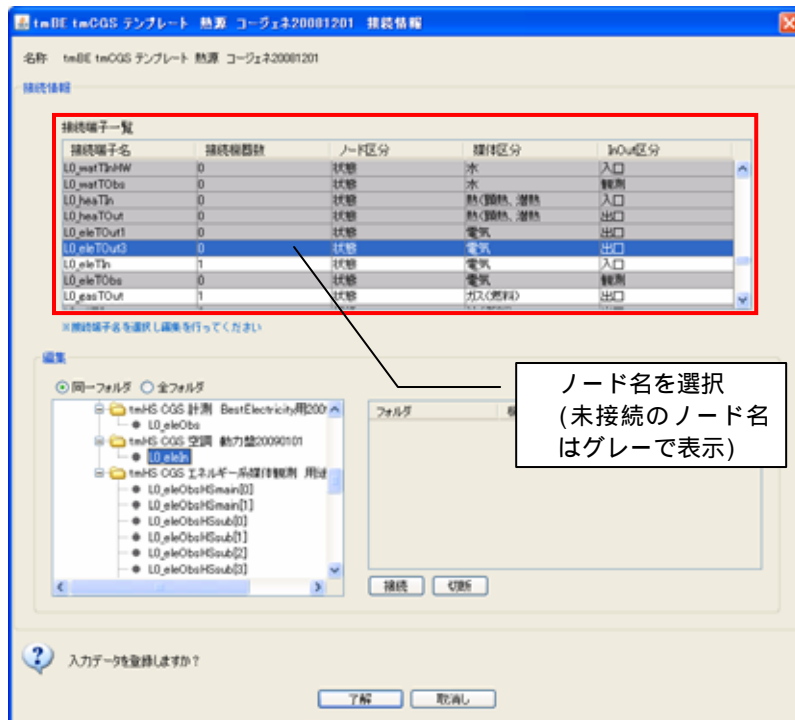 tmBE tmCGS テンプレート 熱源 コージェネ20081201 接続情報
名称 tmBE tmCGS テンプレート 熱源 コージェネ20081201
接続情報
接続端子一覧
接続端子名 接続機器数 ノード区分 媒体区分 InOut区分
L0_watTInHW 0 状態 水 入口
L0_watTObs 0 状態 水 観測
L0_heaTIn 0 状態 熱(顕熱、潜熱 入口
L0_heaTOut 0 状態 熱(顕熱、潜熱 出口
L0_eleTOut1 0 状態 電気 出口
L0_eleTOut3 0 状態 電気 出口
L0_eleTIn 1 状態 電気 入口
L0_eleTObs 0 状態 電気 観測
L0_gasTOut 1 状態 ガス(燃料) 出口
※接続端子名を選択し編集を行ってください
ノード名を選択
(未接続のノード名
はグレーで表示)
編集
同一フォルダ 全フォルダ
tmHS CGS 計測 BestElectricity用200
L0_eleObs
tmHS CGS 空調 動力盤20090101
L0_eleIn
tmHS CGS エネルギー系媒体観測 用途
L0_eleObsHSmain[0]
L0_eleObsHSmain[1]
L0_eleObsHSsub[0]
L0_eleObsHSsub[1]
L0_eleObsHSsub[2]
L0_eleObsHSsub[3]
フォルダ
接続 切断
入力データを登録しますか?
了解 取消し